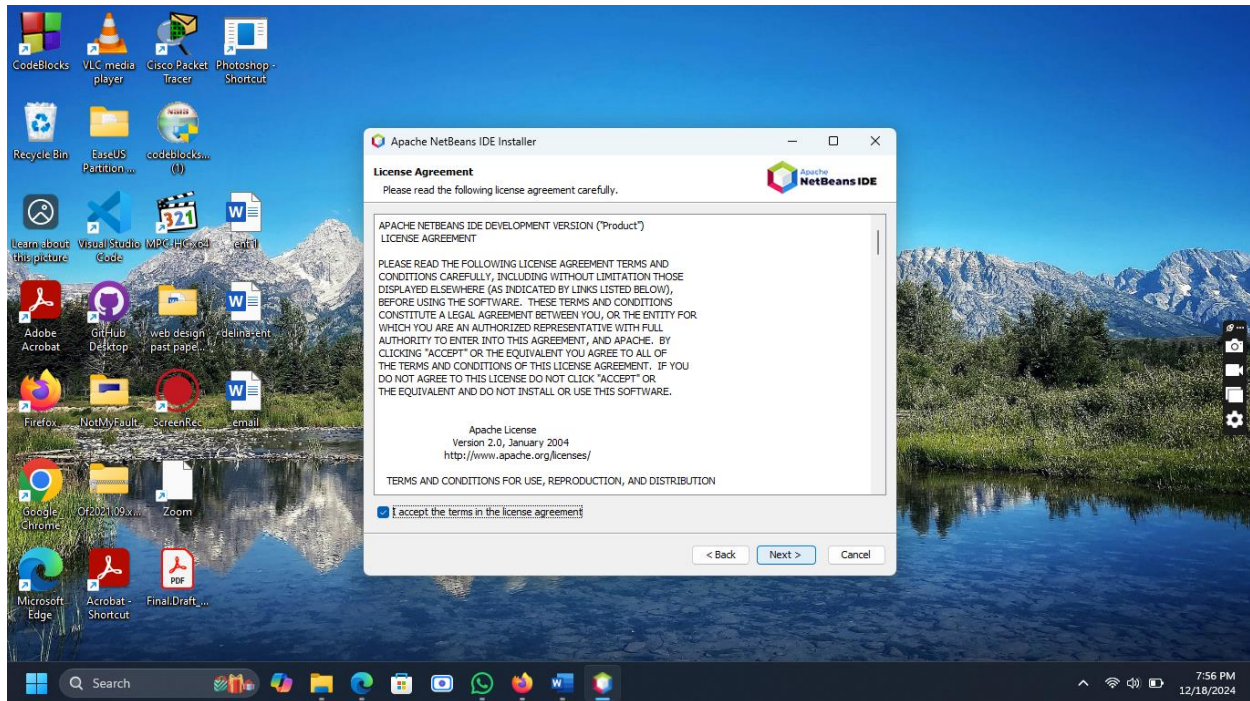 CodeBlocks
VLC media
player
Cisco Packet
Tracer
Photoshop -
Shortcut
Recycle Bin
EaseUS
Partition ...
codeblocks...
(1)
Learn about
this picture
Visual Studio
Code
MPC-HC x64
ent 1
Adobe
Acrobat
GitHub
Desktop
web design
past pape...
delina-ent
Firefox
NotMyFault
ScreenRec
email
Google
Chrome
Of2021.09.x...
Zoom
Microsoft
Edge
Acrobat -
Shortcut
PDF
Final.Draft_...
321
Apache NetBeans IDE Installer
License Agreement
Please read the following license agreement carefully.
Apache
NetBeans IDE
APACHE NETBEANS IDE DEVELOPMENT VERSION ("Product")
LICENSE AGREEMENT
PLEASE READ THE FOLLOWING LICENSE AGREEMENT TERMS AND
CONDITIONS CAREFULLY, INCLUDING WITHOUT LIMITATION THOSE
DISPLAYED ELSEWHERE (AS INDICATED BY LINKS LISTED BELOW),
BEFORE USING THE SOFTWARE.  THESE TERMS AND CONDITIONS
CONSTITUTE A LEGAL AGREEMENT BETWEEN YOU, OR THE ENTITY FOR
WHICH YOU ARE AN AUTHORIZED REPRESENTATIVE WITH FULL
AUTHORITY TO ENTER INTO THIS AGREEMENT, AND APACHE.  BY
CLICKING "ACCEPT" OR THE EQUIVALENT YOU AGREE TO ALL OF
THE TERMS AND CONDITIONS OF THIS LICENSE AGREEMENT.  IF YOU
DO NOT AGREE TO THIS LICENSE DO NOT CLICK "ACCEPT" OR
THE EQUIVALENT AND DO NOT INSTALL OR USE THIS SOFTWARE.
Apache License
Version 2.0, January 2004
http://www.apache.org/licenses/
TERMS AND CONDITIONS FOR USE, REPRODUCTION, AND DISTRIBUTION
I accept the terms in the license agreement
< Back
Next >
Cancel
Search
7:56 PM
12/18/2024